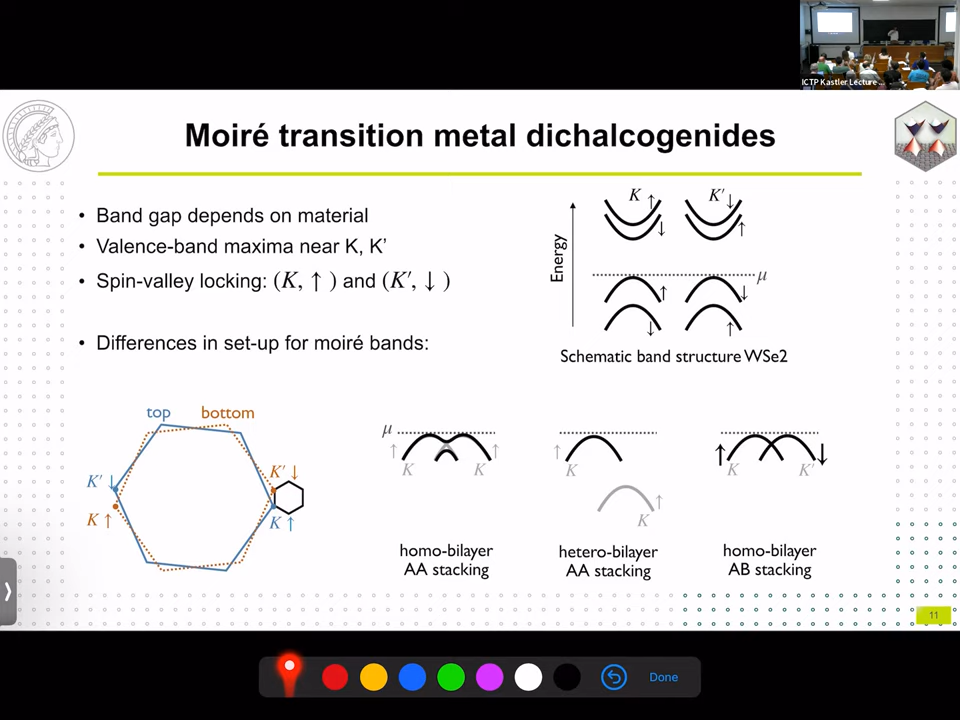 ICTP Kastler Lecture ...
Moiré transition metal dichalcogenides
• Band gap depends on material
• Valence-band maxima near K, K’
• Spin-valley locking: (K, ↑ ) and (K′, ↓ )
• Differences in set-up for moiré bands:
Energy
K ↑ K′ ↓
↓ ↑
μ
↑ ↓
↓ ↑
Schematic band structure WSe2
top bottom
K′ ↓ K′ ↓
K ↑ K ↑
μ
↑ ↑ ↑ ↑ ↓
K K K K K′
↑
K
homo-bilayer
AA stacking
hetero-bilayer
AA stacking
homo-bilayer
AB stacking
11
Done